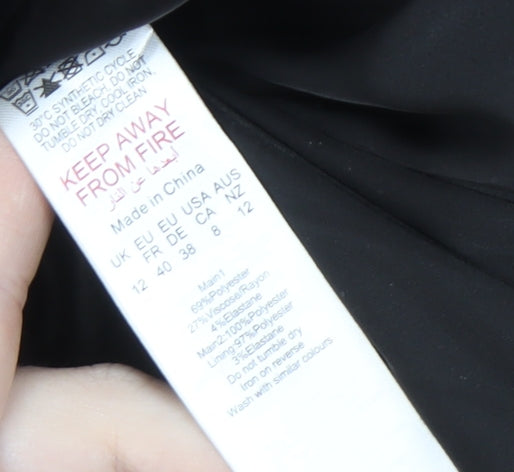 30°C SYNTHETIC CYCLE
DO NOT BLEACH, DO NOT
TUMBLE DRY, COOL IRON,
DO NOT DRY CLEAN
KEEP AWAY
FROM FIRE
أبعدها عن النار
Made in China
UK EU EU USA AUS
FR DE CA NZ
12 40 38 8 12
Main1
69%Polyester
27%Viscose/Rayon
4%Elastane
Main2:100%Polyester
Lining:97%Polyester
3%Elastane
Do not tumble dry
Iron on reverse
Wash with similar colours